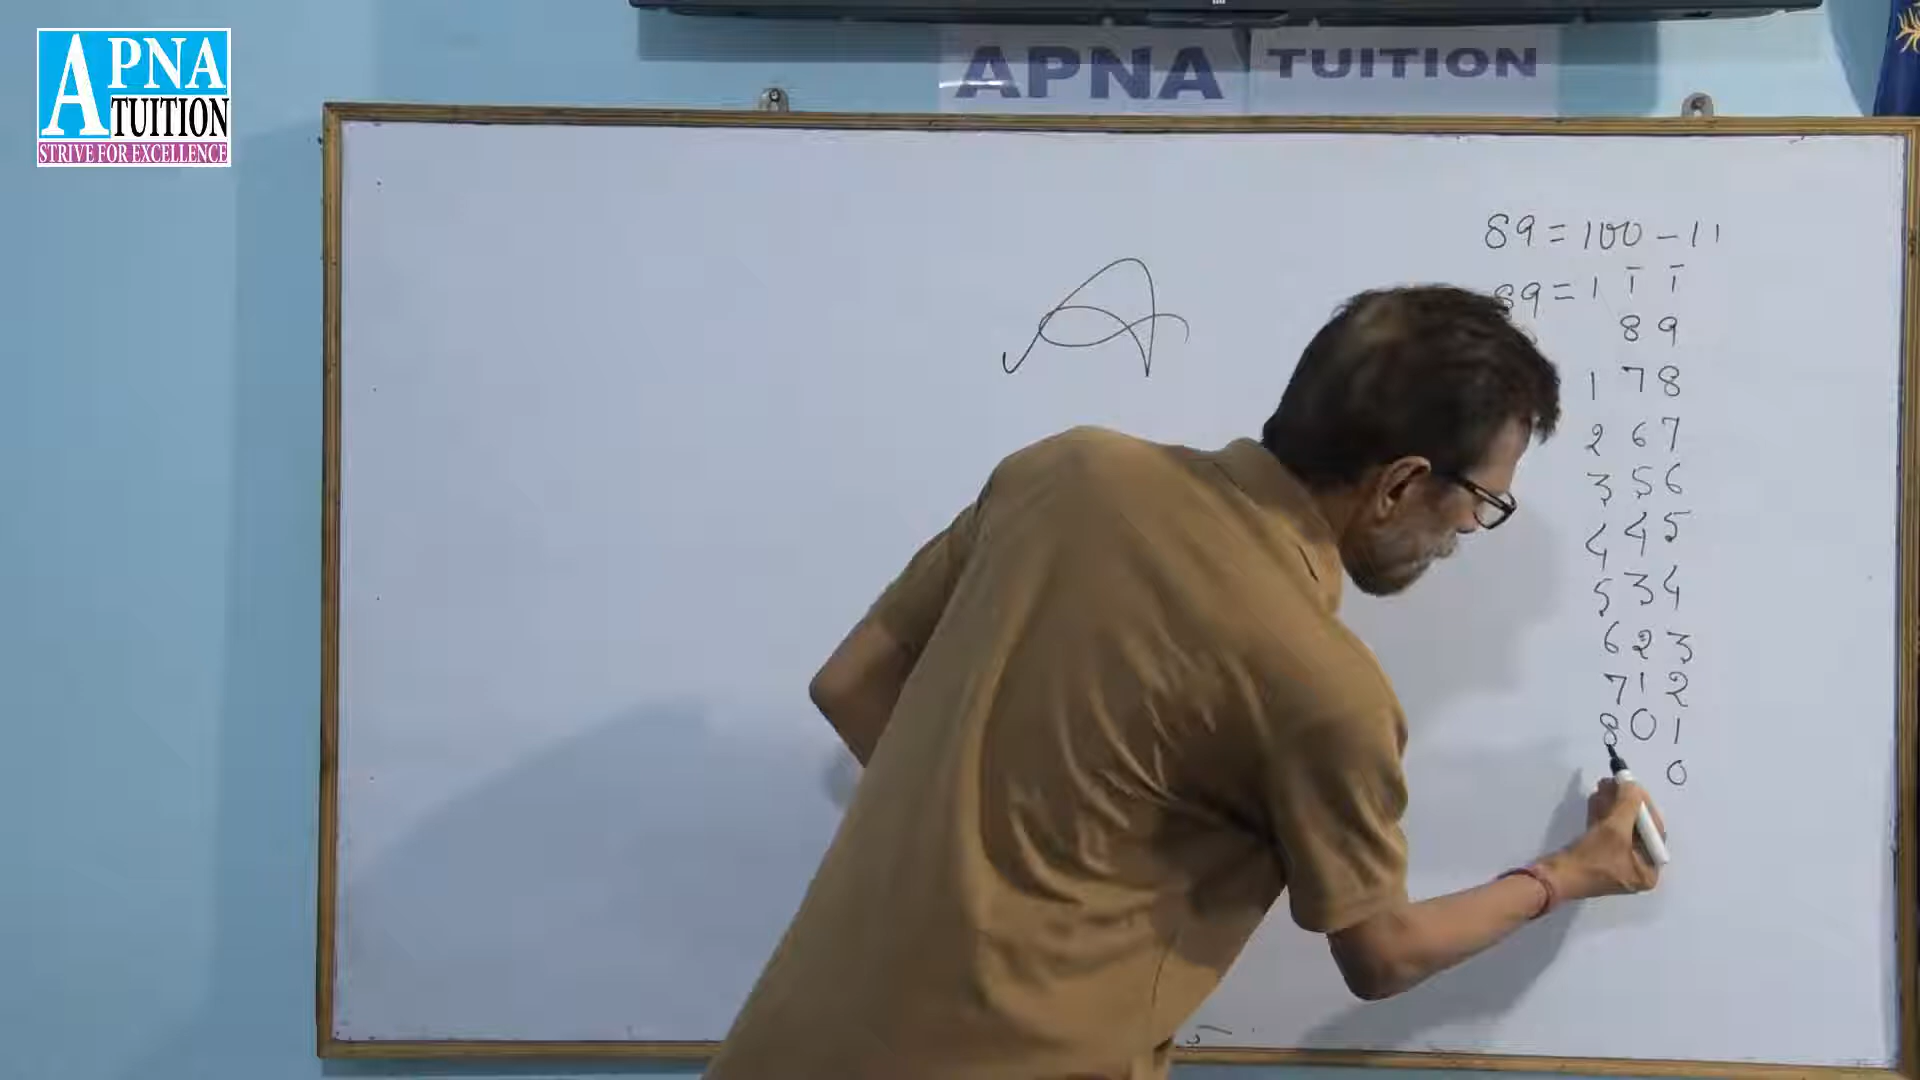 APNA
TUITION
STRIVE FOR EXCELLENCE
APNA TUITION
89 = 100 - 11
89 = 1 1̅ 1̅
8 9
1 7 8
2 6 7
3 5 6
4 4 5
5 3 4
6 2 3
7 1 2
8 0 1
0